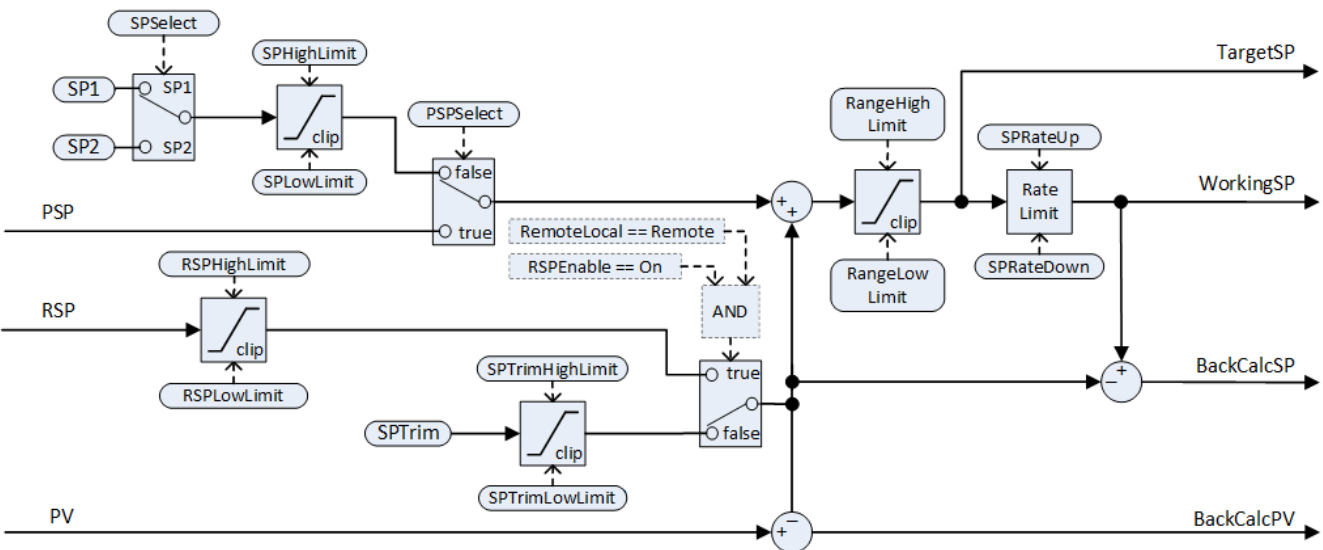 SPSelect
TargetSP
SPHighLimit
SP1
SP1
RangeHigh
Limit
PSPSelect
SPRateUp
clip
SP2
SP2
false
SPLowLimit
Rate
Limit
WorkingSP
+
+
clip
PSP
true
RemoteLocal == Remote
RSPEnable == On
RSPHighLimit
RangeLow
Limit
SPRateDown
RSP
AND
clip
SPTrimHighLimit
true
+
−
BackCalcSP
RSPLowLimit
SPTrim
false
clip
SPTrimLowLimit
PV
−
+
BackCalcPV